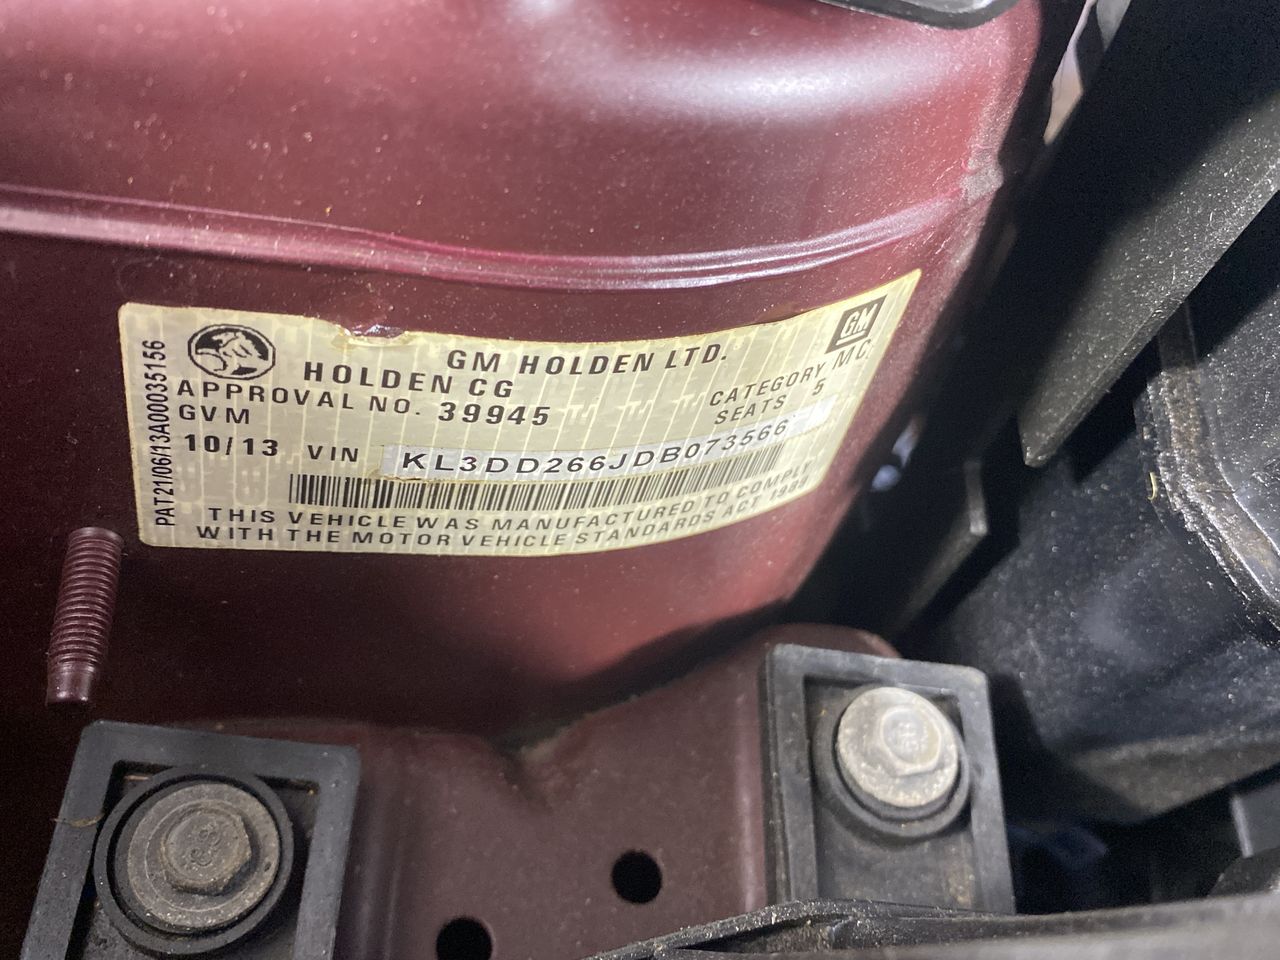 GM HOLDEN LTD.
GM
HOLDEN CG
CATEGORY MC
APPROVAL NO. 39945
SEATS 5
GVM
10/13 VIN KL3DD266JDB073566
THIS VEHICLE WAS MANUFACTURED TO COMPLY
WITH THE MOTOR VEHICLE STANDARDS ACT 1989
PAT21/06/13A00035156